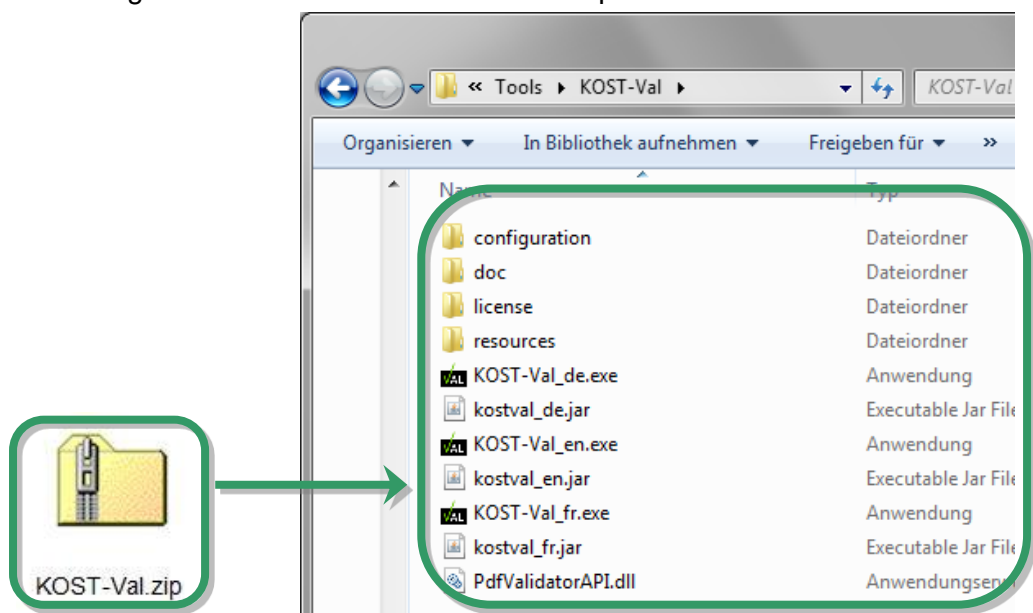 « Tools ▸ KOST-Val ▸ KOST-Val
Organisieren ▾ In Bibliothek aufnehmen ▾ Freigeben für ▾ »
Name Typ
configuration Dateiordner
doc Dateiordner
license Dateiordner
resources Dateiordner
KOST-Val_de.exe Anwendung
kostval_de.jar Executable Jar File
KOST-Val_en.exe Anwendung
kostval_en.jar Executable Jar File
KOST-Val_fr.exe Anwendung
kostval_fr.jar Executable Jar File
PdfValidatorAPI.dll
KOST-Val.zip